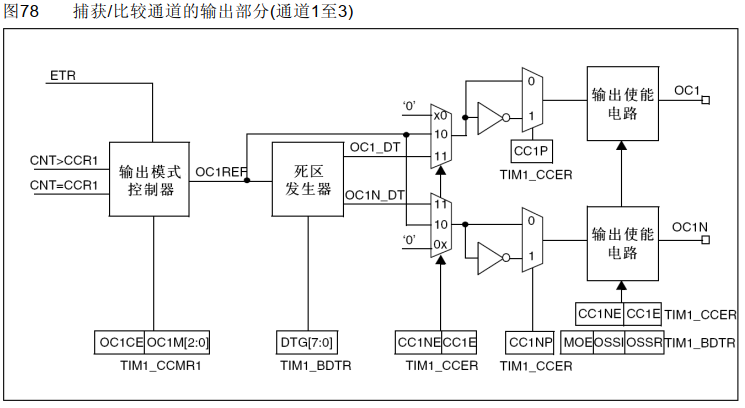 图78 捕获/比较通道的输出部分(通道1至3)
ETR
CNT>CCR1
CNT=CCR1
输出模式
控制器
OC1REF
死区
发生器
OC1_DT
OC1N_DT
‘0’
x0
10
11
11
10
0x
‘0’
0
1
CC1P
TIM1_CCER
0
1
输出使能
电路
OC1
输出使能
电路
OC1N
CC1NE CC1E TIM1_CCER
OC1CE OC1M[2:0]
TIM1_CCMR1
DTG[7:0]
TIM1_BDTR
CC1NE CC1E
TIM1_CCER
CC1NP
TIM1_CCER
MOE OSSI OSSR TIM1_BDTR